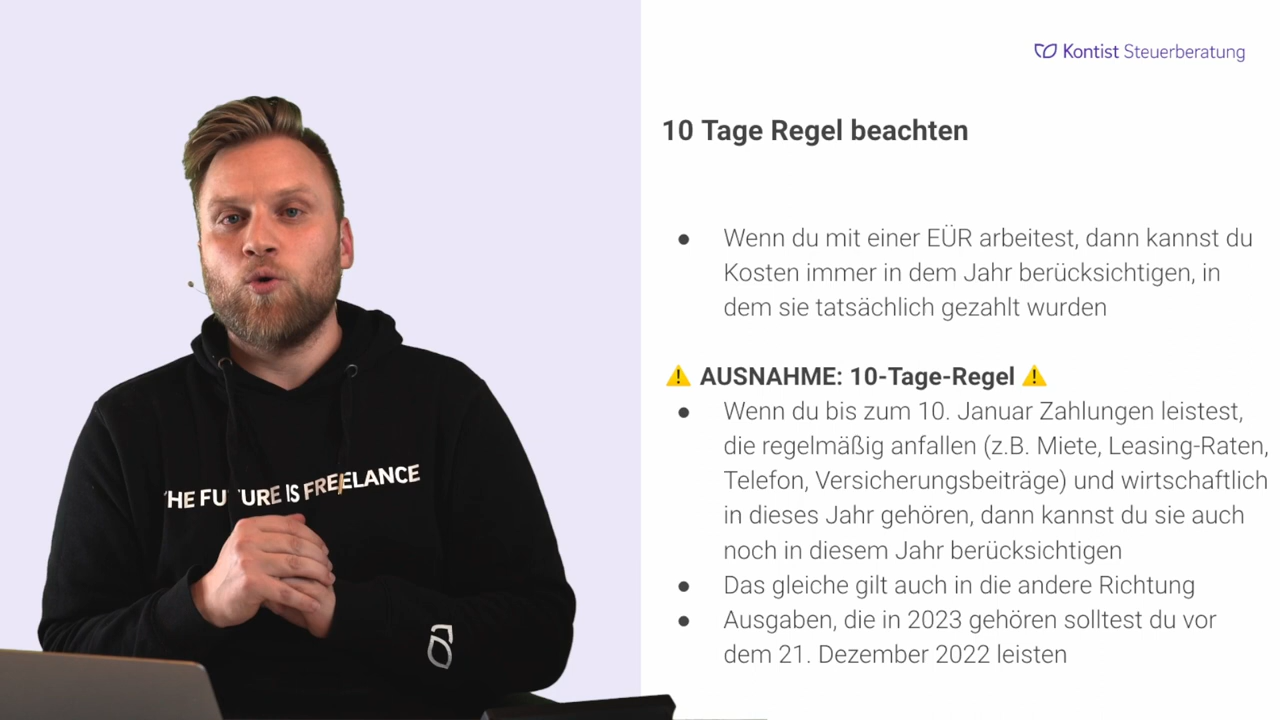 Kontist Steuerberatung
10 Tage Regel beachten
● Wenn du mit einer EÜR arbeitest, dann kannst du
Kosten immer in dem Jahr berücksichtigen, in
dem sie tatsächlich gezahlt wurden
⚠️ AUSNAHME: 10-Tage-Regel ⚠️
● Wenn du bis zum 10. Januar Zahlungen leistest,
die regelmäßig anfallen (z.B. Miete, Leasing-Raten,
Telefon, Versicherungsbeiträge) und wirtschaftlich
in dieses Jahr gehören, dann kannst du sie auch
noch in diesem Jahr berücksichtigen
● Das gleiche gilt auch in die andere Richtung
● Ausgaben, die in 2023 gehören solltest du vor
dem 21. Dezember 2022 leisten
THE FUTURE IS FREELANCE